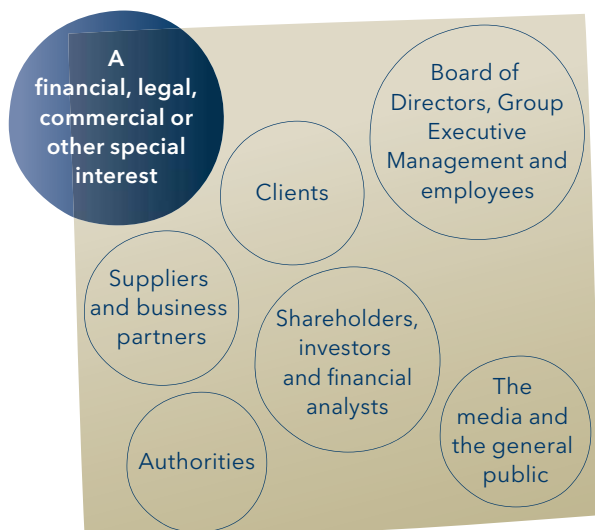 A
financial, legal,
commercial or
other special
interest
Board of
Directors, Group
Executive
Management and
employees
Clients
Suppliers
and business
partners
Shareholders,
investors
and financial
analysts
The
media and
the general
public
Authorities